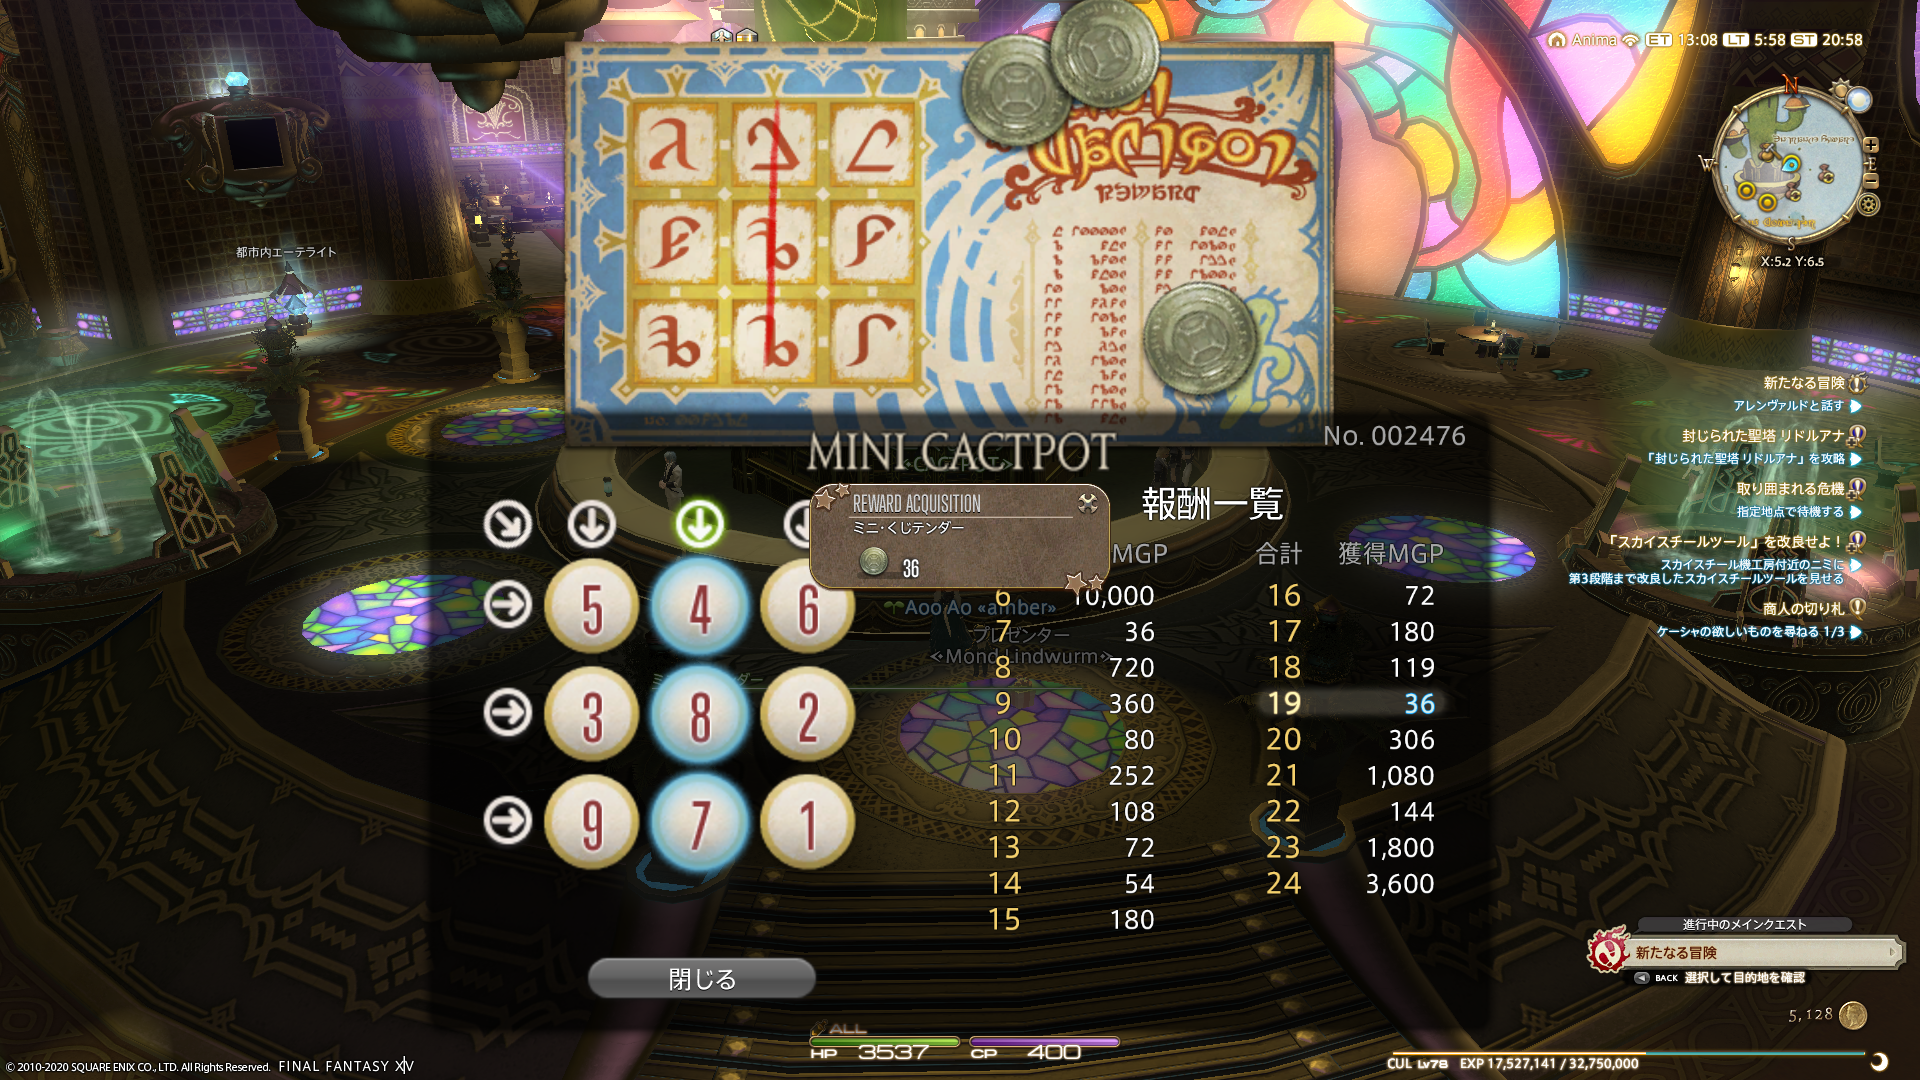 Anima ET 13:08 LT 5:58 ST 20:58
N
W
E
S
X:5.2 Y:6.5
都市内エーテライト
No. 002476
MINI CACTPOT
REWARD ACQUISITION
ミニ・くじテンダー
36
報酬一覧
MGP
合計 獲得MGP
5 4 6
3 8 2
9 7 1
6 10,000
7 36
8 720
9 360
10 80
11 252
12 108
13 72
14 54
15 180
16 72
17 180
18 119
19 36
20 306
21 1,080
22 144
23 1,800
24 3,600
Aoo Ao «amber»
プレゼンター
Mond Lindwurm
閉じる
新たなる冒険
アレンヴァルドと話す
封じられた聖塔 リドルアナ
「封じられた聖塔 リドルアナ」を攻略
取り囲まれる危機
指定地点で待機する
「スカイスチールツール」を改良せよ！
スカイスチール機工房付近のニミに
第3段階まで改良したスカイスチールツールを見せる
商人の切り札
ケーシャの欲しいものを尋ねる 1/3
進行中のメインクエスト
新たなる冒険
BACK 選択して目的地を確認
5,128
ALL
HP 3537 CP 400
CUL Lv78 EXP 17,527,141 / 32,750,000
© 2010-2020 SQUARE ENIX CO., LTD. All Rights Reserved. FINAL FANTASY XIV